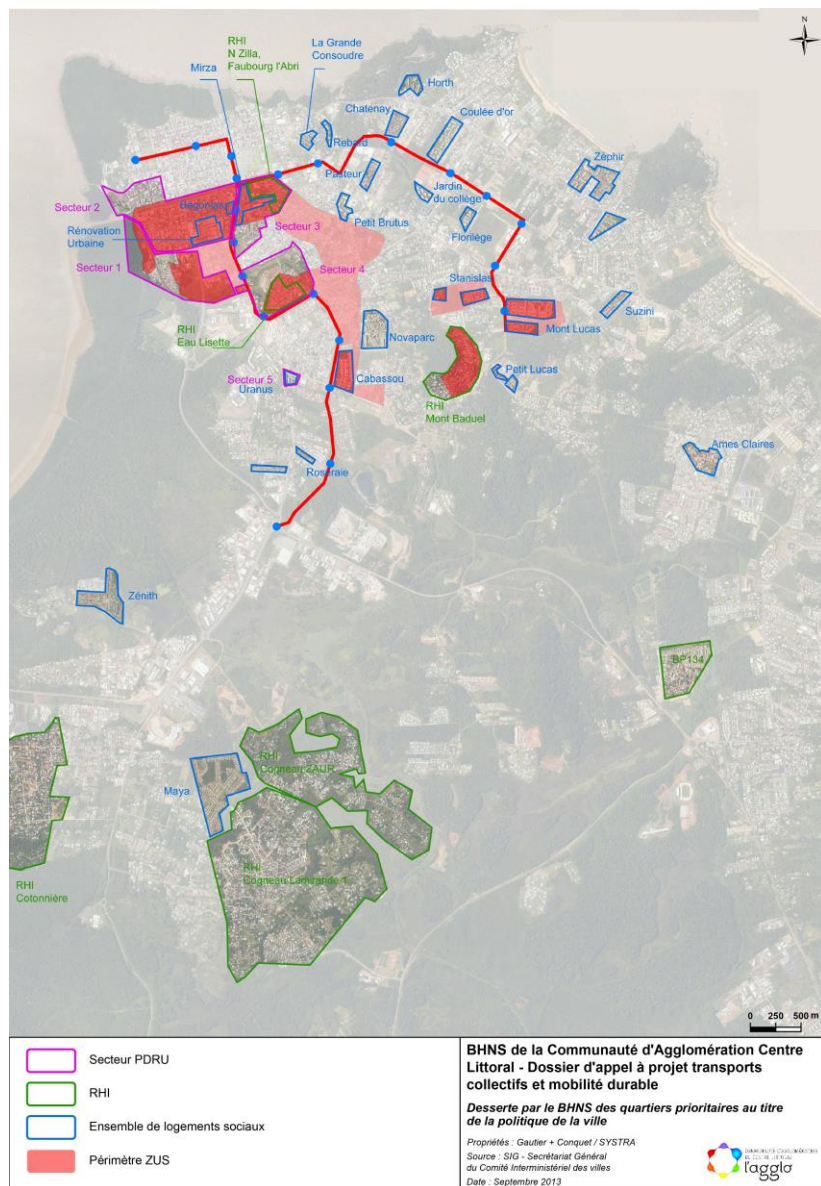 N
RHI
N Zilla,
Faubourg l'Abri
La Grande
Consoudre
Mirza
Horth
Chatenay
Coulée d'or
Rebard
Zéphir
Pasteur
Secteur 2
Bégonias
Jardin
du collège
Secteur 3
Petit Brutus
Florilège
Rénovation
Urbaine
Secteur 1
Secteur 4
Stanislas
Suzini
RHI
Eau Lisette
Novaparc
Mont Lucas
Secteur 5
Uranus
Cabassou
Petit Lucas
RHI
Mont Baduel
Ames Claires
Roseraie
Zénith
BP134
RHI
Cogneau ZAUR
Maya
RHI
Cogneau Lamirande 1
RHI
Cotonnière
0 250 500 m
Secteur PDRU
RHI
Ensemble de logements sociaux
Périmètre ZUS
BHNS de la Communauté d'Agglomération Centre
Littoral - Dossier d'appel à projet transports
collectifs et mobilité durable
Desserte par le BHNS des quartiers prioritaires au titre
de la politique de la ville
Propriétés : Gautier + Conquet / SYSTRA
Source : SIG - Secrétariat Général
du Comité Interministériel des villes
Date : Septembre 2013
COMMUNAUTÉ D'AGGLOMÉRATION
DU CENTRE LITTORAL
l'agglo